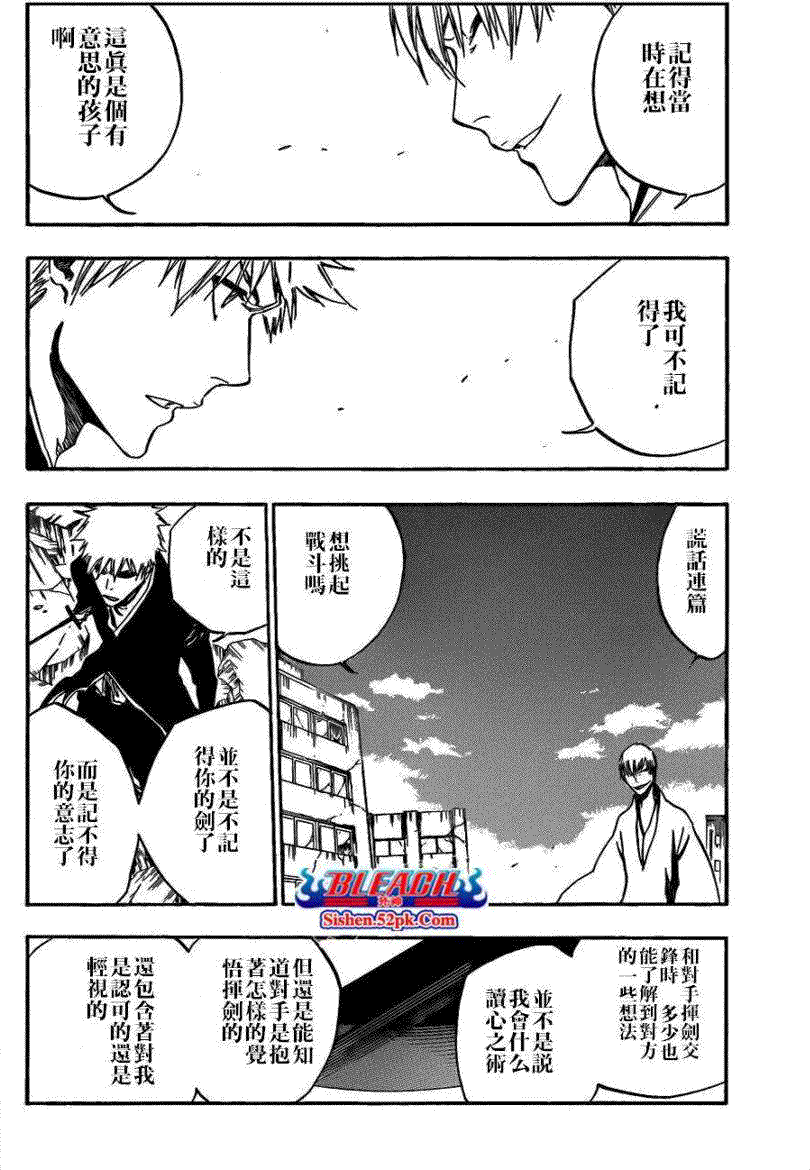 記得當
時在想
這眞是個有
意思的孩子
啊
我可不記
得了
謊話連篇
想挑起
戰斗嗎
不是這
樣的
並不是不記
得你的劍了
而是記不得
你的意志了
BLEACH
死神
Sishen.52pk.Com
和對手揮劍交
鋒時 多少也
能了解到對方
的一些想法
並不是說
我會什么
讀心之術
但還是能知
道對手是抱
著怎樣的覺
悟揮劍的
還包含著對我
是認可的還是
輕視的